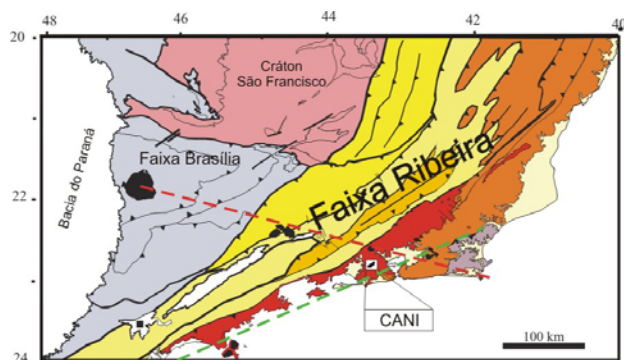 48
46
44
42
40
20
Cráton
São Francisco
Faixa Brasília
Bacia do Paraná
22
Faixa Ribeira
CANI
100 km
24